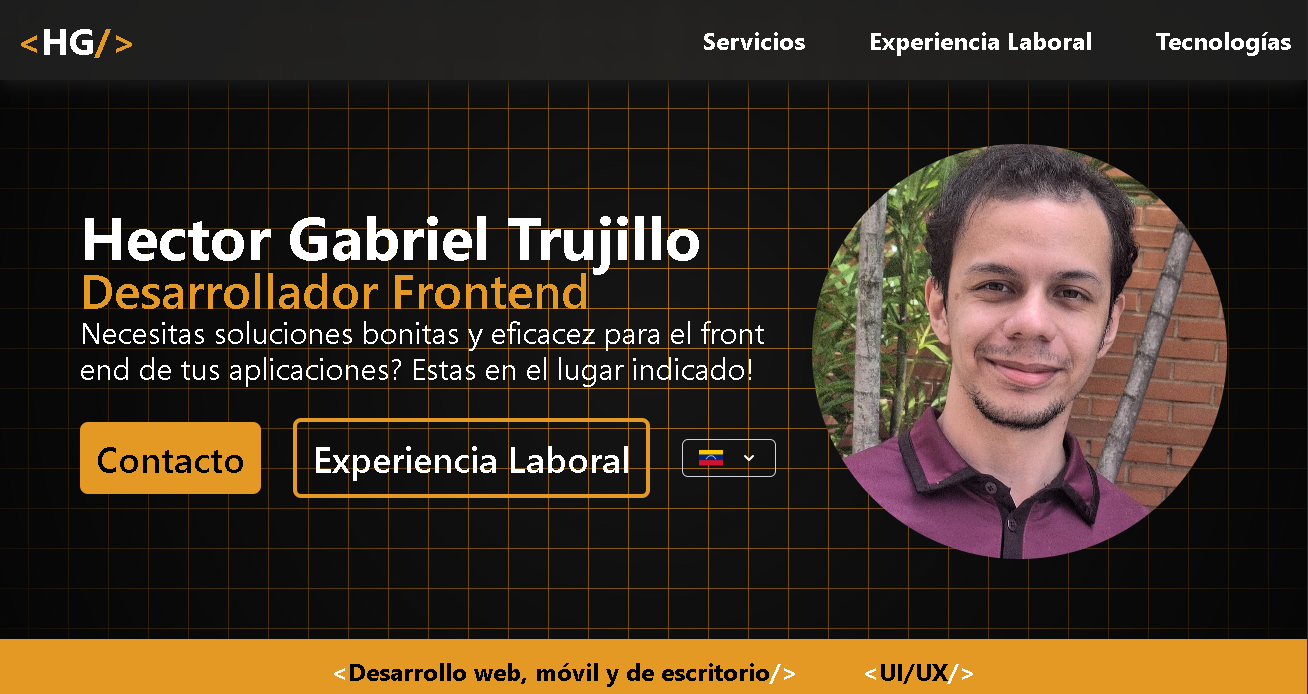 <HG/>
Servicios Experiencia Laboral Tecnologías
Hector Gabriel Trujillo
Desarrollador Frontend
Necesitas soluciones bonitas y eficacez para el front
end de tus aplicaciones? Estas en el lugar indicado!
Contacto Experiencia Laboral
<Desarrollo web, móvil y de escritorio/> <UI/UX/>